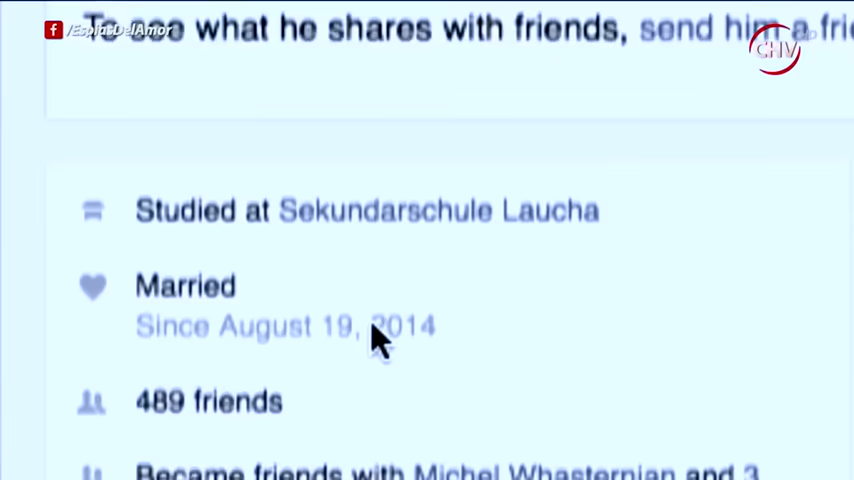 To see what he shares with friends, send him a frie
f /EspiasDelAmor
CHV
Studied at Sekundarschule Laucha
Married
Since August 19, 2014
489 friends
Became friends with Michel Whasternian and 3